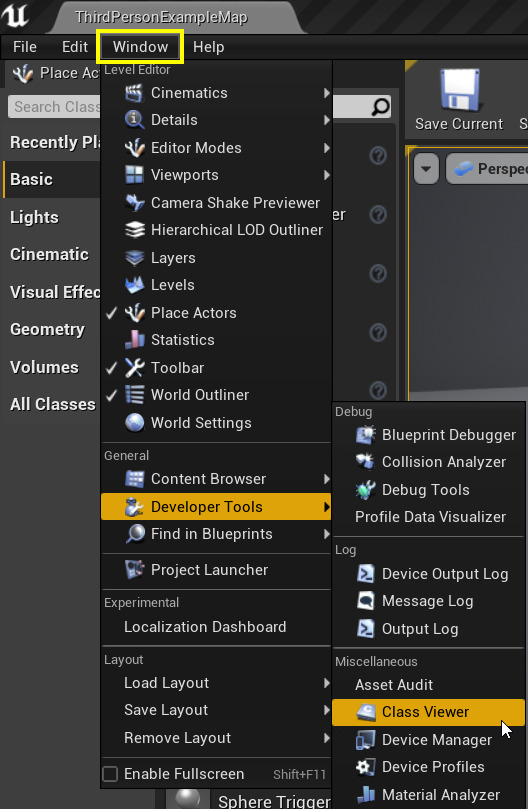 ThirdPersonExampleMap
File Edit Window Help
Place Ac
Search Clas
Recently Pl
Basic
Lights
Cinematic
Visual Effec
Geometry
Volumes
All Classes
Level Editor
Cinematics
Details
Editor Modes
Viewports
Camera Shake Previewer
Hierarchical LOD Outliner
Layers
Levels
Place Actors
Statistics
Toolbar
World Outliner
World Settings
General
Content Browser
Developer Tools
Find in Blueprints
Project Launcher
Experimental
Localization Dashboard
Layout
Load Layout
Save Layout
Remove Layout
Enable Fullscreen Shift+F11
er
Sphere Trigger
Save Current S
Perspec
Debug
Blueprint Debugger
Collision Analyzer
Debug Tools
Profile Data Visualizer
Log
Device Output Log
Message Log
Output Log
Miscellaneous
Asset Audit
Class Viewer
Device Manager
Device Profiles
Material Analyzer